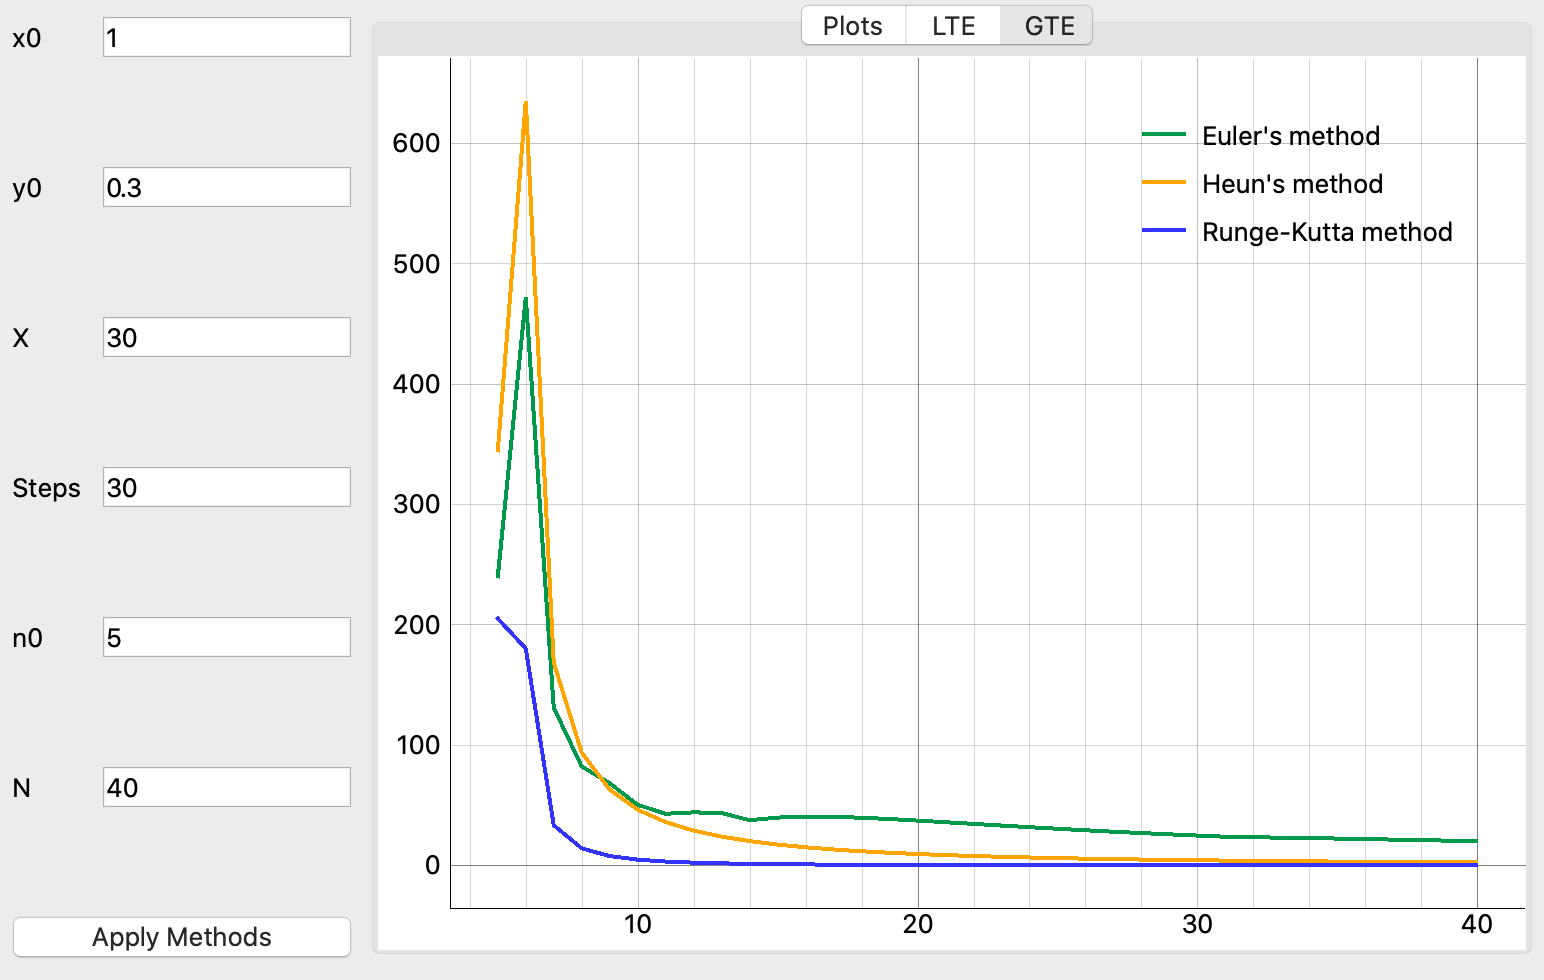 x0 1
y0 0.3
X 30
Steps 30
n0 5
N 40
Apply Methods
Plots LTE GTE
Euler's method
Heun's method
Runge-Kutta method
600
500
400
300
200
100
0
10 20 30 40